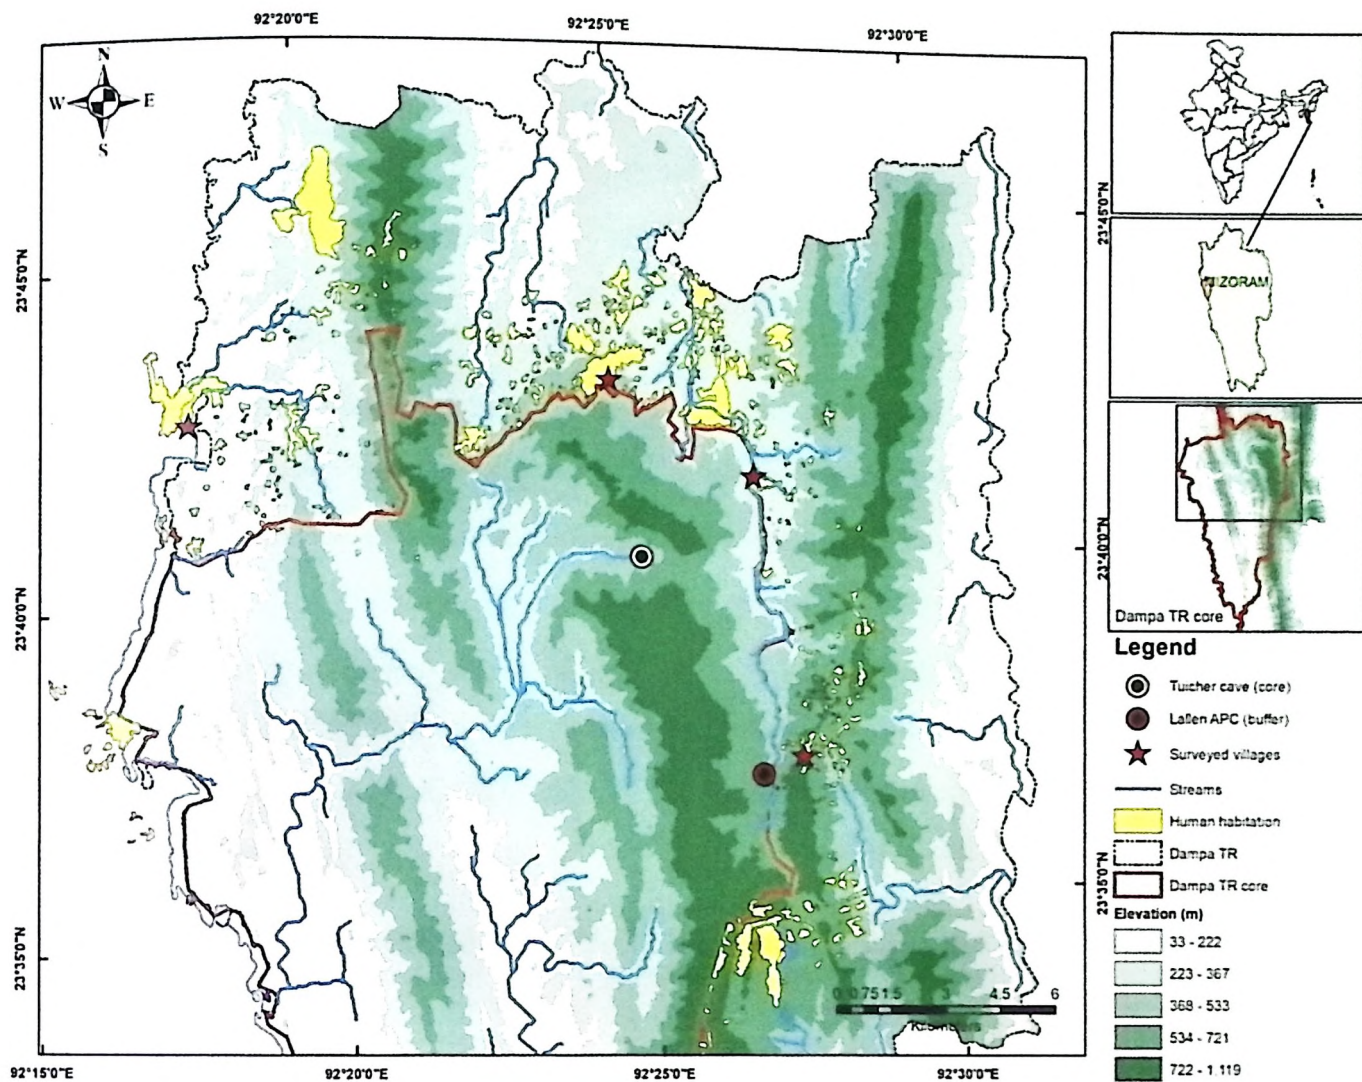 92°20'0"E
92°25'0"E
92°30'0"E
N
W E
S
23°45'0"N
23°40'0"N
23°35'0"N
23°45'0"N
23°40'0"N
23°35'0"N
92°15'0"E
92°20'0"E
92°25'0"E
92°30'0"E
0 0.75 1.5 3 4.5 6
Kilometers
MIZORAM
Dampa TR core
Legend
Tuicher cave (core)
Lallen APC (buffer)
Surveyed villages
Streams
Human habitation
Dampa TR
Dampa TR core
Elevation (m)
33 - 222
223 - 367
368 - 533
534 - 721
722 - 1.119